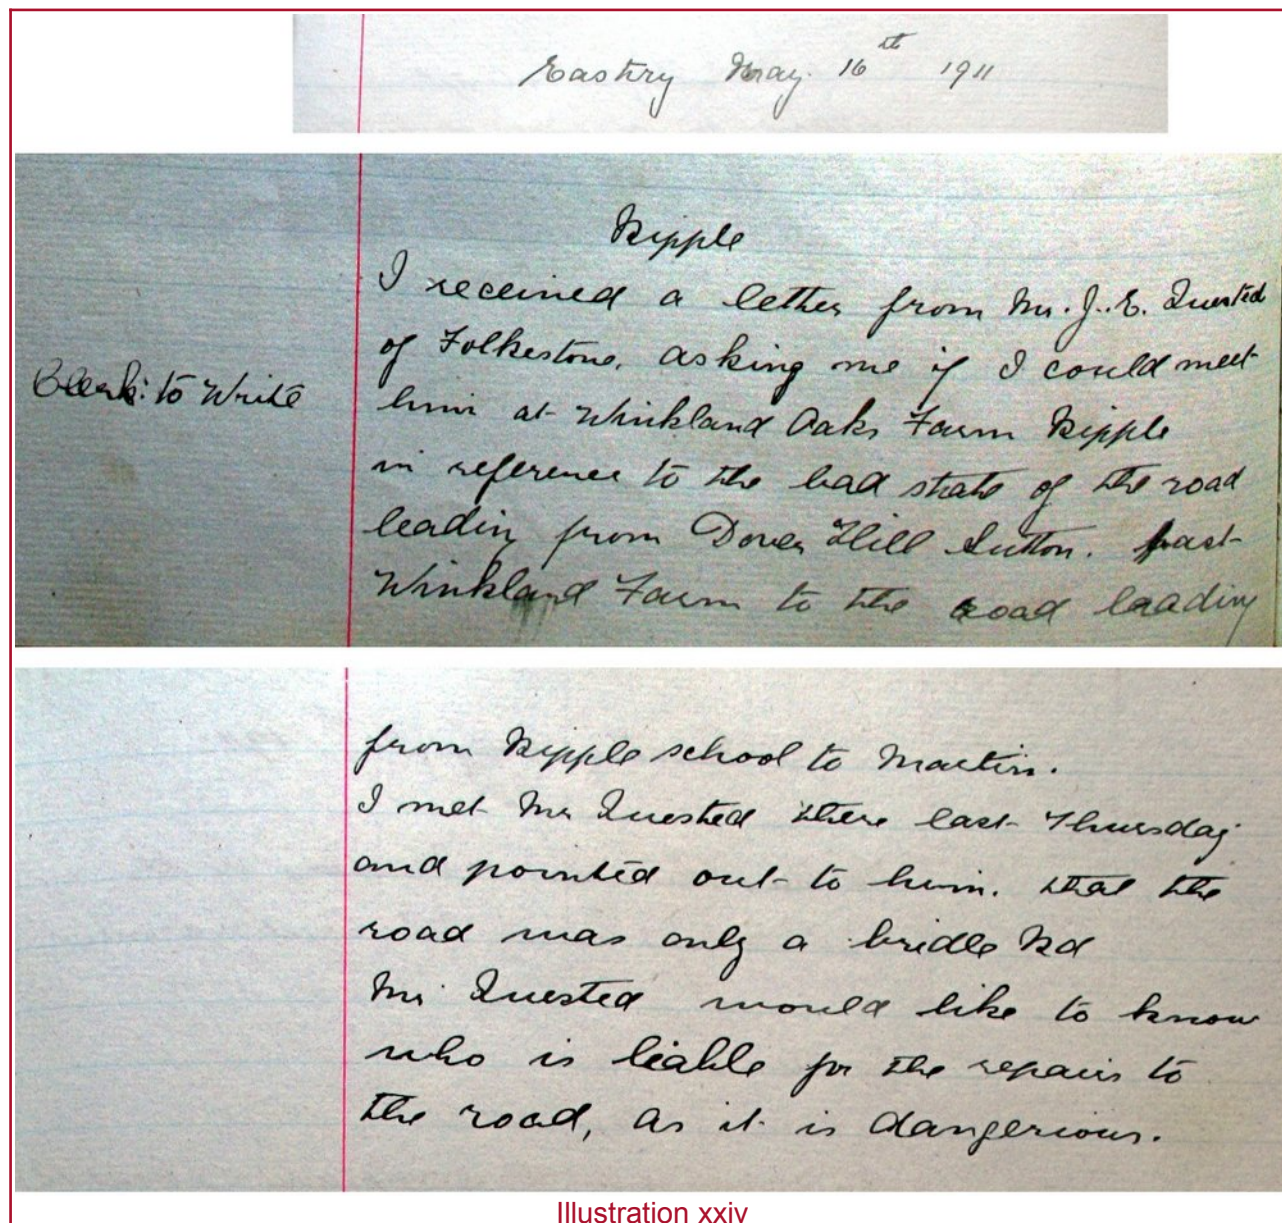 Eastry May 16th 1911
Ripple
I received a letter from Mr. J. E. Quested
of Folkestone, asking me if I could meet
Clerk: to Write
him at Winkland Oaks Farm Ripple
in reference to the bad state of the road
leading from Dover Hill Sutton. past
Winkland Farm to the road leading
from Ripple school to Martin.
I met Mr Quested there last Thursday
and pointed out to him. that the
road was only a bridle Rd
Mr Quested would like to know
who is liable for the repairs to
the road, as it is dangerious.
Illustration xxiv